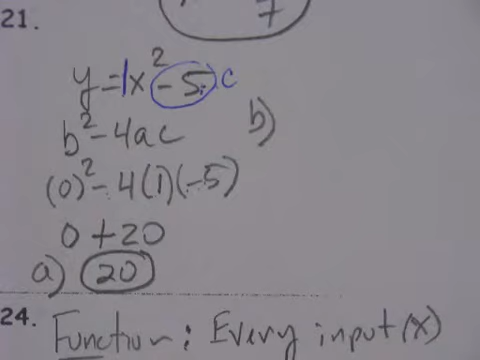 7
21.
y=1x²-5 c
b²-4ac
b)
(0)²-4(1)(-5)
0+20
a) 20
24. Function: Every input (x)